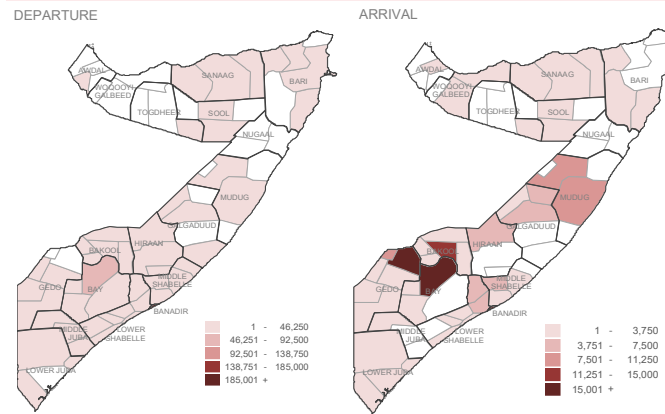 DEPARTURE
AWDAL
WOQOOYI
GALBEED
TOGDHEER
SANAAG
SOOL
BARI
NUGAAL
MUDUG
GALGADUUD
HIRAAN
BAKOOL
GEDO
BAY
MIDDLE
SHABELLE
BANADIR
MIDDLE
JUBA
LOWER
SHABELLE
LOWER JUBA
1 - 46,250
46,251 - 92,500
92,501 - 138,750
138,751 - 185,000
185,001 +
ARRIVAL
AWDAL
WOQOOYI
GALBEED
TOGDHEER
SANAAG
SOOL
BARI
NUGAAL
MUDUG
GALGADUUD
HIRAAN
BAKOOL
GEDO
BAY
MIDDLE
SHABELLE
BANADIR
MIDDLE
JUBA
LOWER
SHABELLE
LOWER JUBA
1 - 3,750
3,751 - 7,500
7,501 - 11,250
11,251 - 15,000
15,001 +